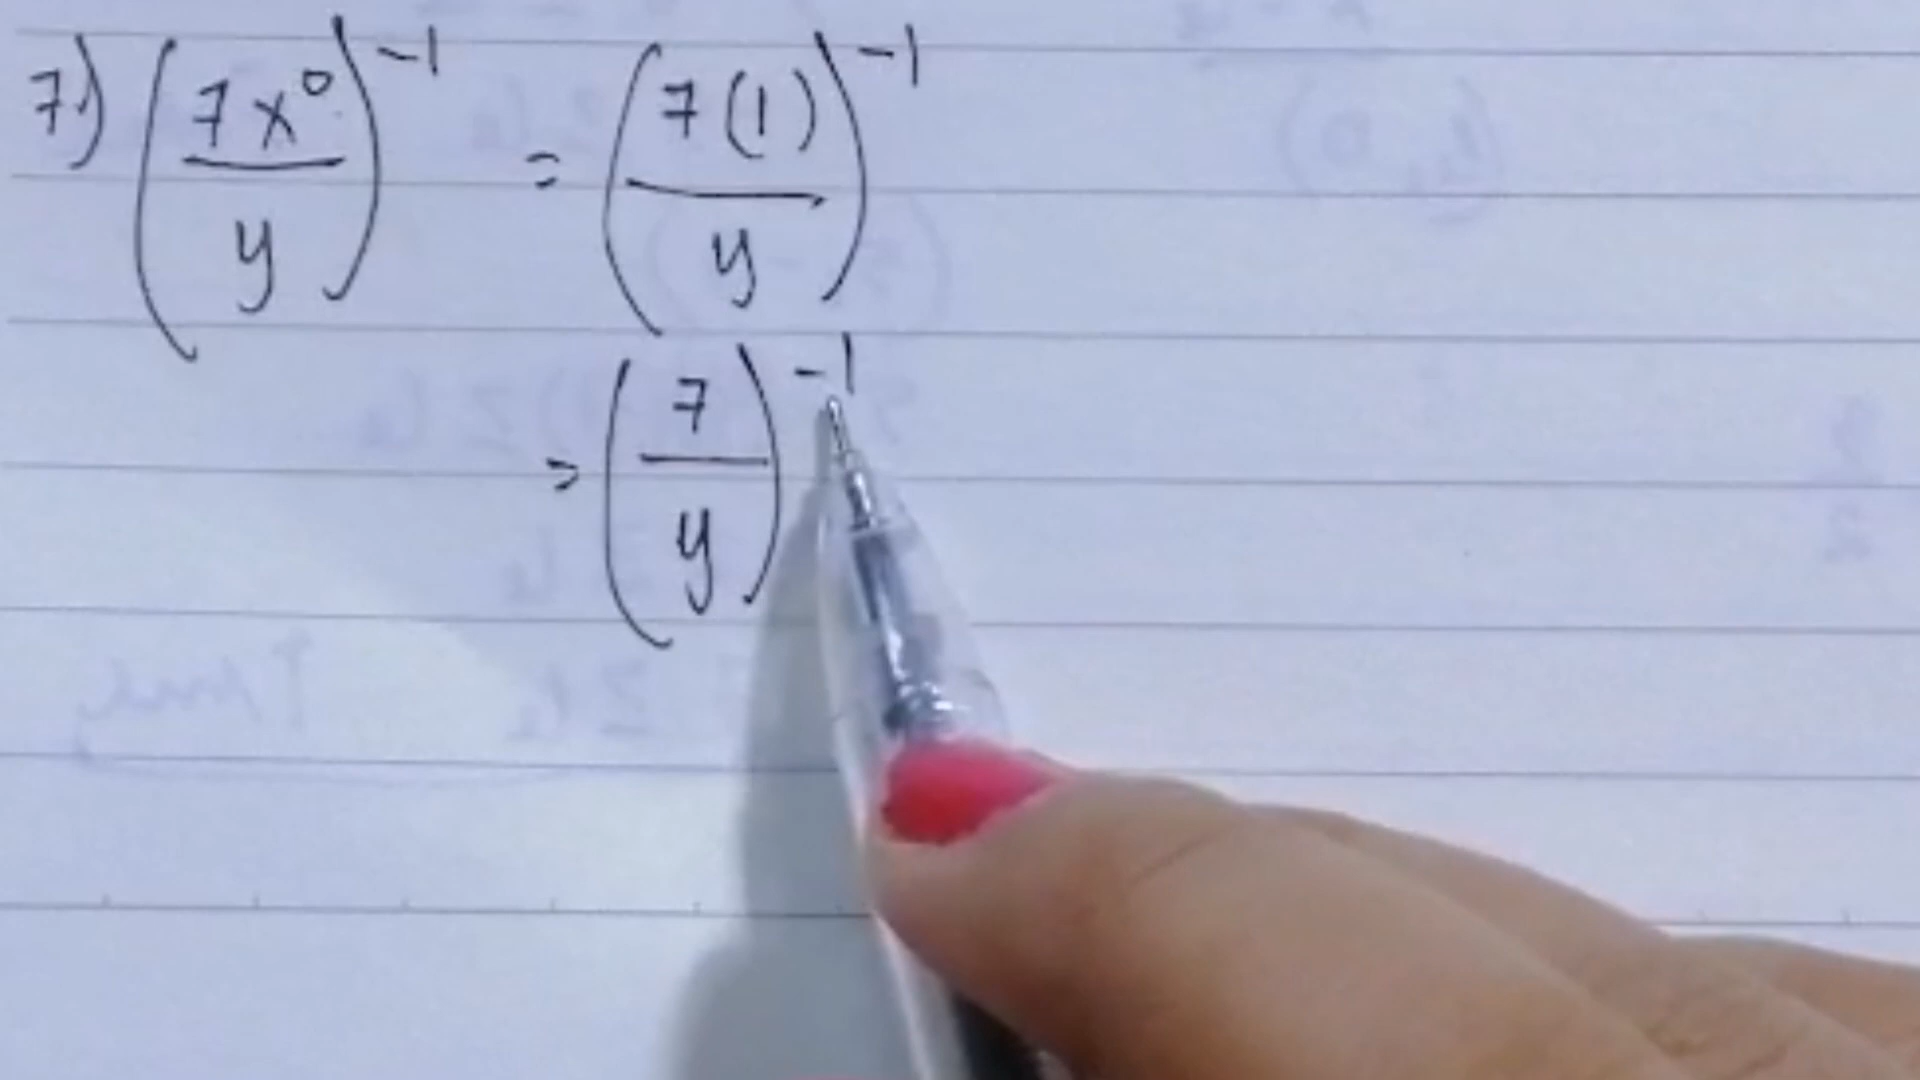 7) (7x⁰/y)⁻¹ = (7(1)/y)⁻¹
= (7/y)⁻¹